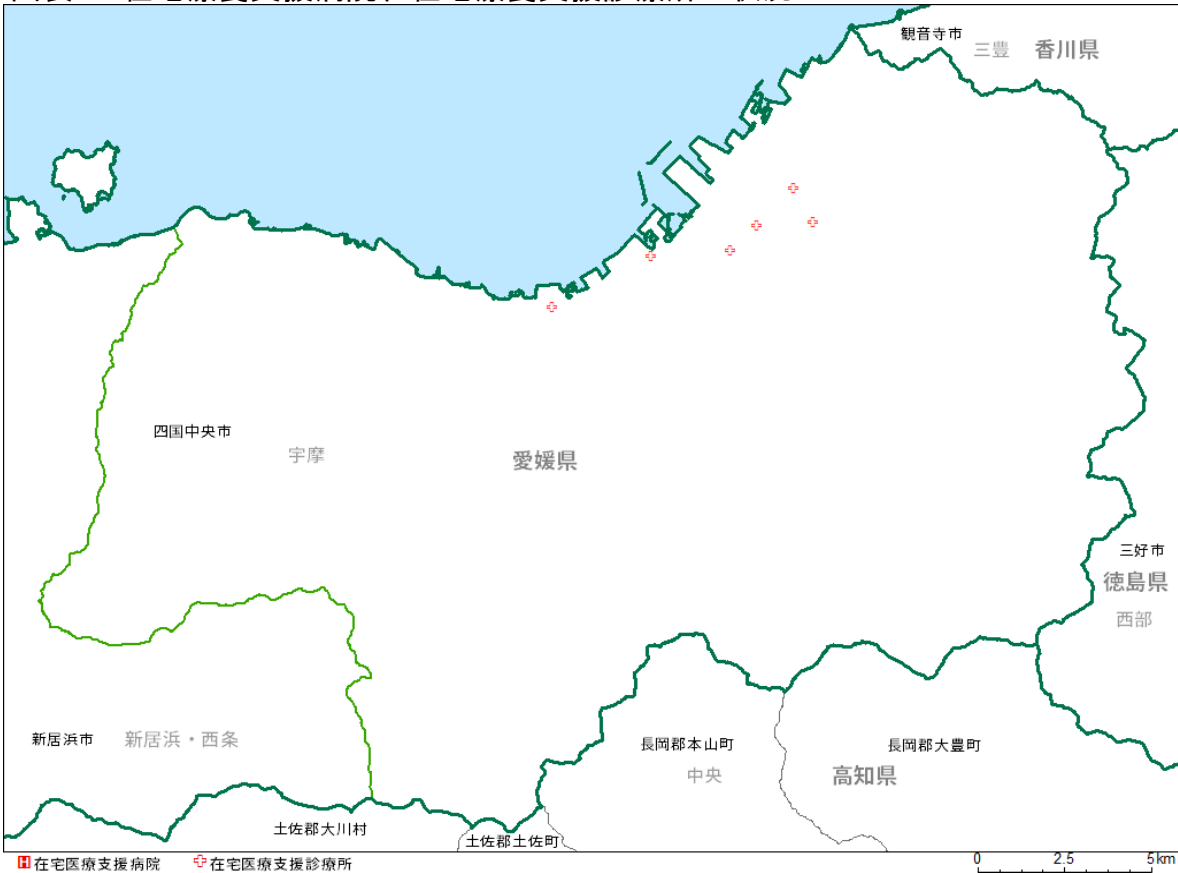 観音寺市
三豊 香川県
四国中央市
宇摩
愛媛県
三好市
徳島県
西部
新居浜市 新居浜・西条
長岡郡本山町
中央
長岡郡大豊町
高知県
土佐郡大川村
土佐郡土佐町
H在宅医療支援病院 在宅医療支援診療所
0 2.5 5km